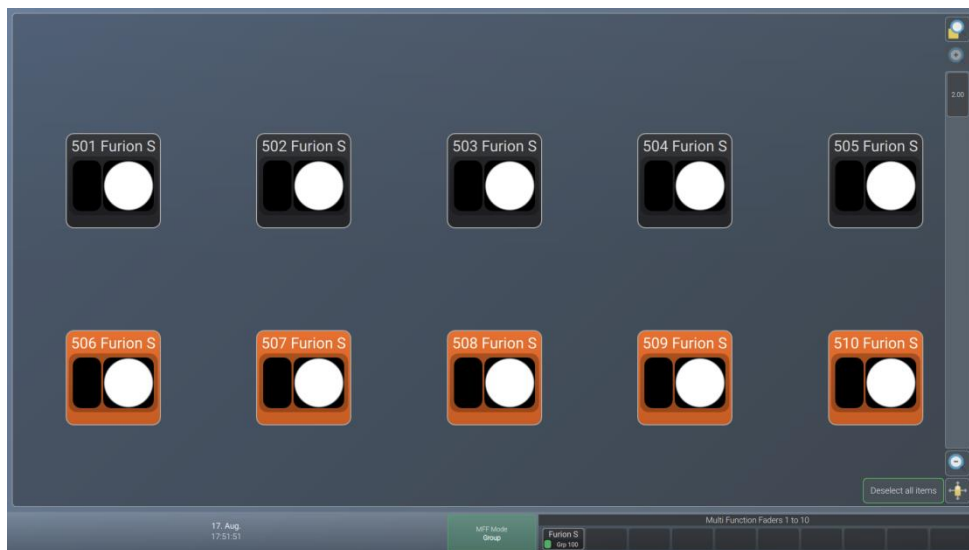 2.00
501 Furion S
502 Furion S
503 Furion S
504 Furion S
505 Furion S
506 Furion S
507 Furion S
508 Furion S
509 Furion S
510 Furion S
Deselect all items
17. Aug.
17:51:51
MFF Mode
Group
Multi Function Faders 1 to 10
Furion S
Grp 100